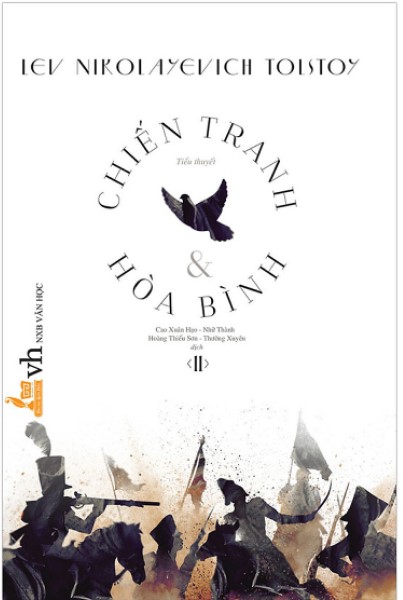 LEV NIKOLAYEVICH TOLSTOY
CHIẾN TRANH
Tiểu thuyết
&
HÒA BÌNH
Cao Xuân Hạo - Nhữ Thành
Hoàng Thiếu Sơn - Thường Xuyên
dịch
‹II›
vh NXB VĂN HỌC